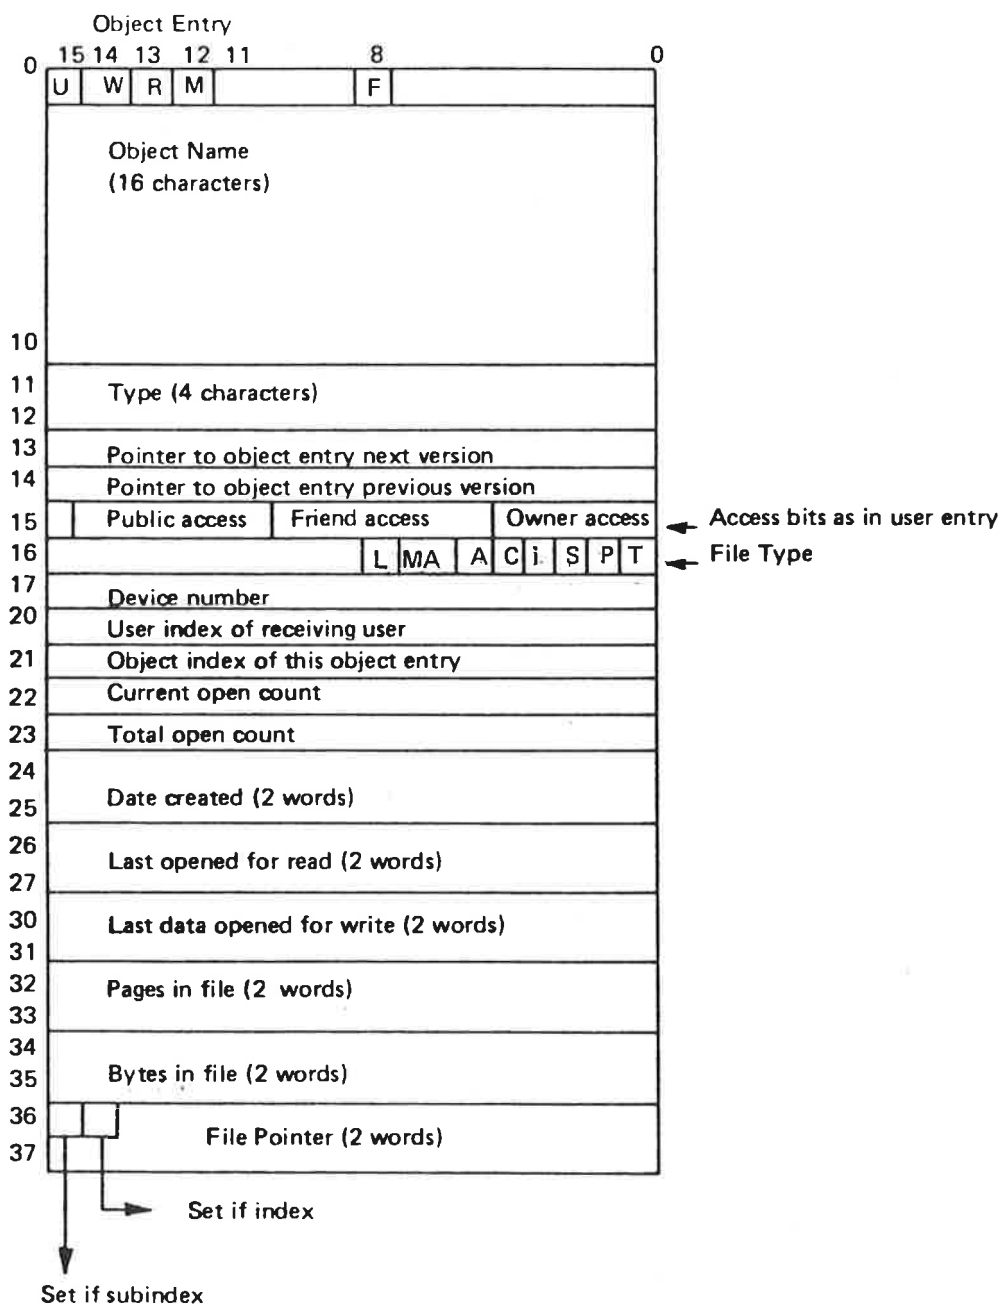 Object Entry
15 14 13 12 11 8 0
0
U W R M F
Object Name
(16 characters)
10
11
Type (4 characters)
12
13
Pointer to object entry next version
14
Pointer to object entry previous version
15 Public access Friend access Owner access Access bits as in user entry
16 L MA A C i S P T File Type
17
Device number
20
User index of receiving user
21 Object index of this object entry
22 Current open count
23 Total open count
24
Date created (2 words)
25
26
Last opened for read (2 words)
27
30
Last data opened for write (2 words)
31
32
Pages in file (2 words)
33
34
Bytes in file (2 words)
35
36
File Pointer (2 words)
37
Set if index
Set if subindex